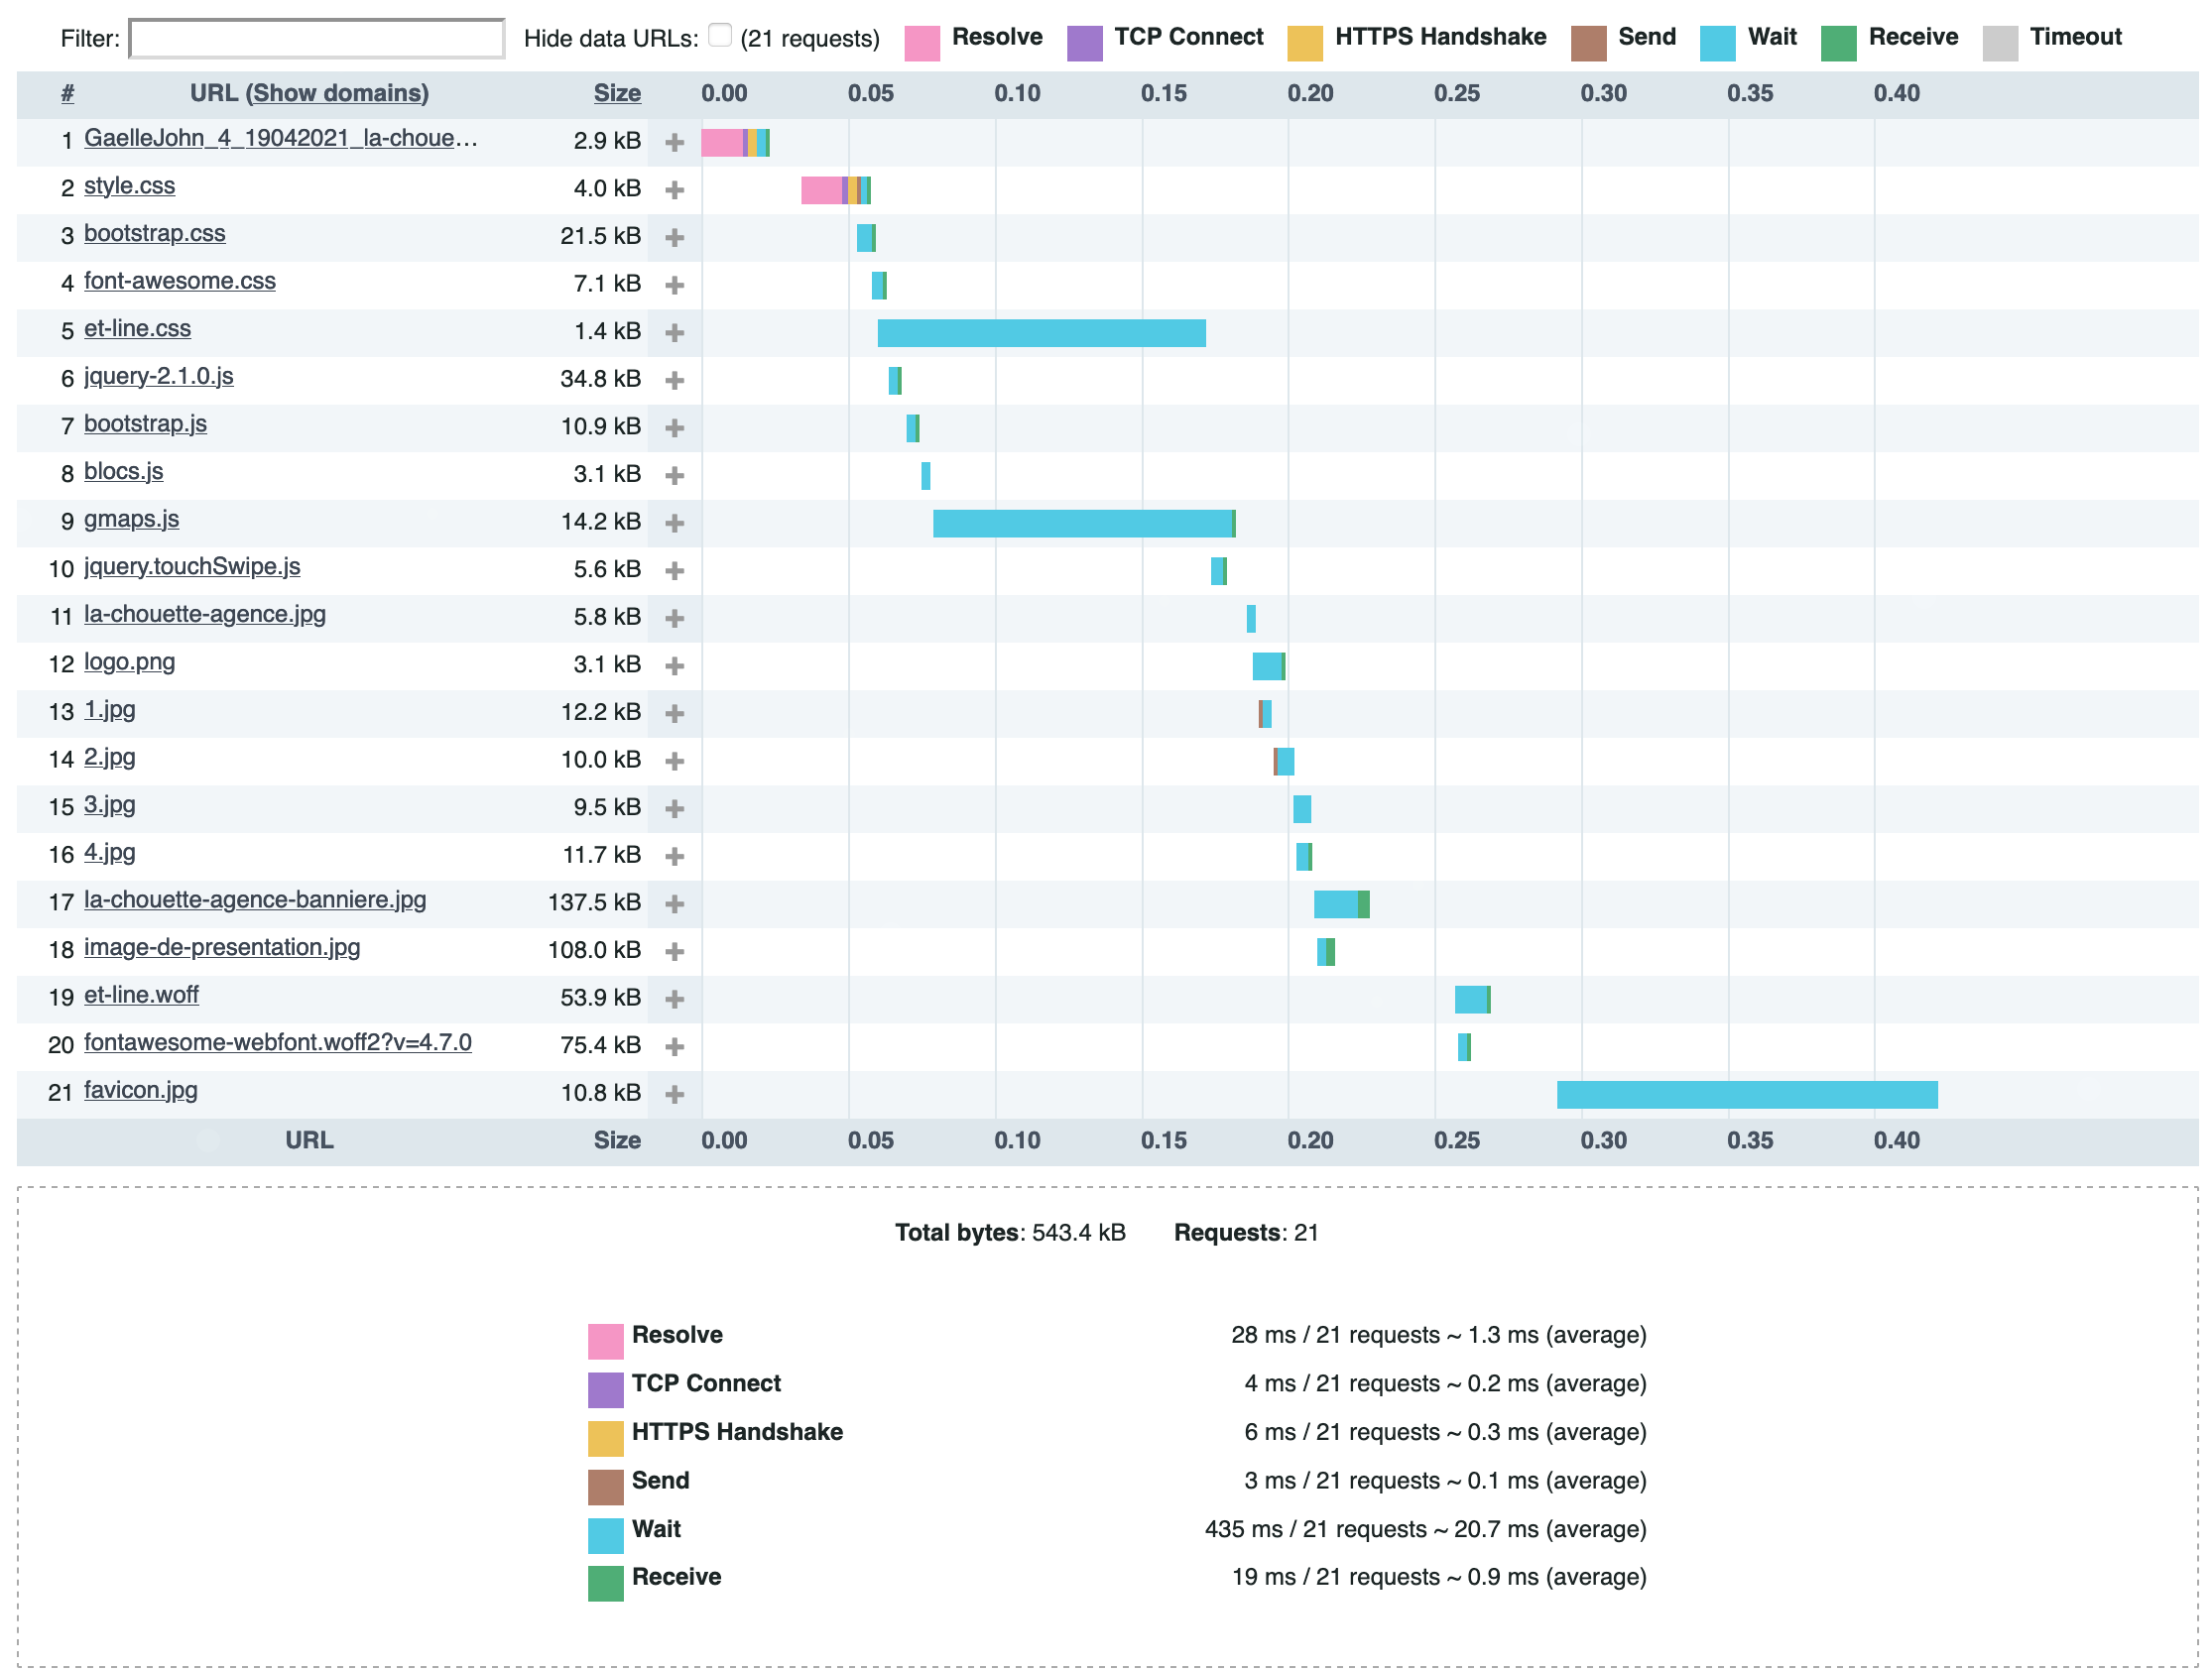 Filter: Hide data URLs: (21 requests) Resolve TCP Connect HTTPS Handshake Send Wait Receive Timeout
# URL (Show domains) Size 0.00 0.05 0.10 0.15 0.20 0.25 0.30 0.35 0.40
1 GaelleJohn_4_19042021_la-choue... 2.9 kB
2 style.css 4.0 kB
3 bootstrap.css 21.5 kB
4 font-awesome.css 7.1 kB
5 et-line.css 1.4 kB
6 jquery-2.1.0.js 34.8 kB
7 bootstrap.js 10.9 kB
8 blocs.js 3.1 kB
9 gmaps.js 14.2 kB
10 jquery.touchSwipe.js 5.6 kB
11 la-chouette-agence.jpg 5.8 kB
12 logo.png 3.1 kB
13 1.jpg 12.2 kB
14 2.jpg 10.0 kB
15 3.jpg 9.5 kB
16 4.jpg 11.7 kB
17 la-chouette-agence-banniere.jpg 137.5 kB
18 image-de-presentation.jpg 108.0 kB
19 et-line.woff 53.9 kB
20 fontawesome-webfont.woff2?v=4.7.0 75.4 kB
21 favicon.jpg 10.8 kB
URL Size 0.00 0.05 0.10 0.15 0.20 0.25 0.30 0.35 0.40
Total bytes: 543.4 kB Requests: 21
Resolve 28 ms / 21 requests ~ 1.3 ms (average)
TCP Connect 4 ms / 21 requests ~ 0.2 ms (average)
HTTPS Handshake 6 ms / 21 requests ~ 0.3 ms (average)
Send 3 ms / 21 requests ~ 0.1 ms (average)
Wait 435 ms / 21 requests ~ 20.7 ms (average)
Receive 19 ms / 21 requests ~ 0.9 ms (average)